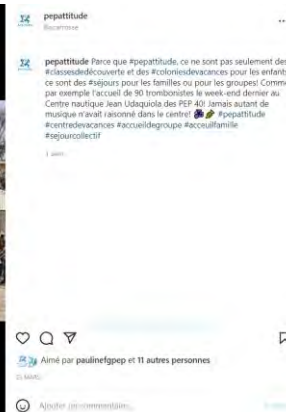 pepattitude
Biscarrosse
pepattitude Parce que #pepattitude, ce ne sont pas seulement des
#classesdedécouverte et des #coloniesdevacances pour les enfants
ce sont des #séjours pour les familles ou pour les groupes! Comme
par exemple l'accueil de 90 trombonistes le week-end dernier au
Centre nautique Jean Udaquiola des PEP 40! Jamais autant de
musique n'avait raisonné dans le centre! #pepattitude
#centredevacances #accueildegroupe #acceuilfamille
#sejourcollectif
Aimé par paulinefgpep et 11 autres personnes
Ajouter un commentaire...